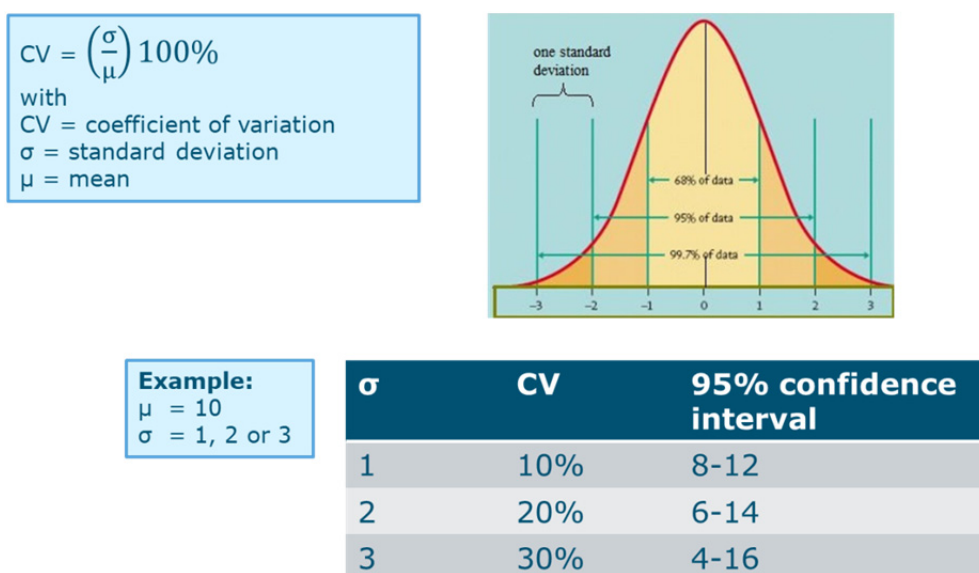 CV = (σ/μ) 100%
with
CV = coefficient of variation
σ = standard deviation
μ = mean
one standard
deviation
68% of data
95% of data
99.7% of data
-3 -2 -1 0 1 2 3
Example:
μ = 10
σ = 1, 2 or 3
σ CV 95% confidence
interval
1 10% 8-12
2 20% 6-14
3 30% 4-16